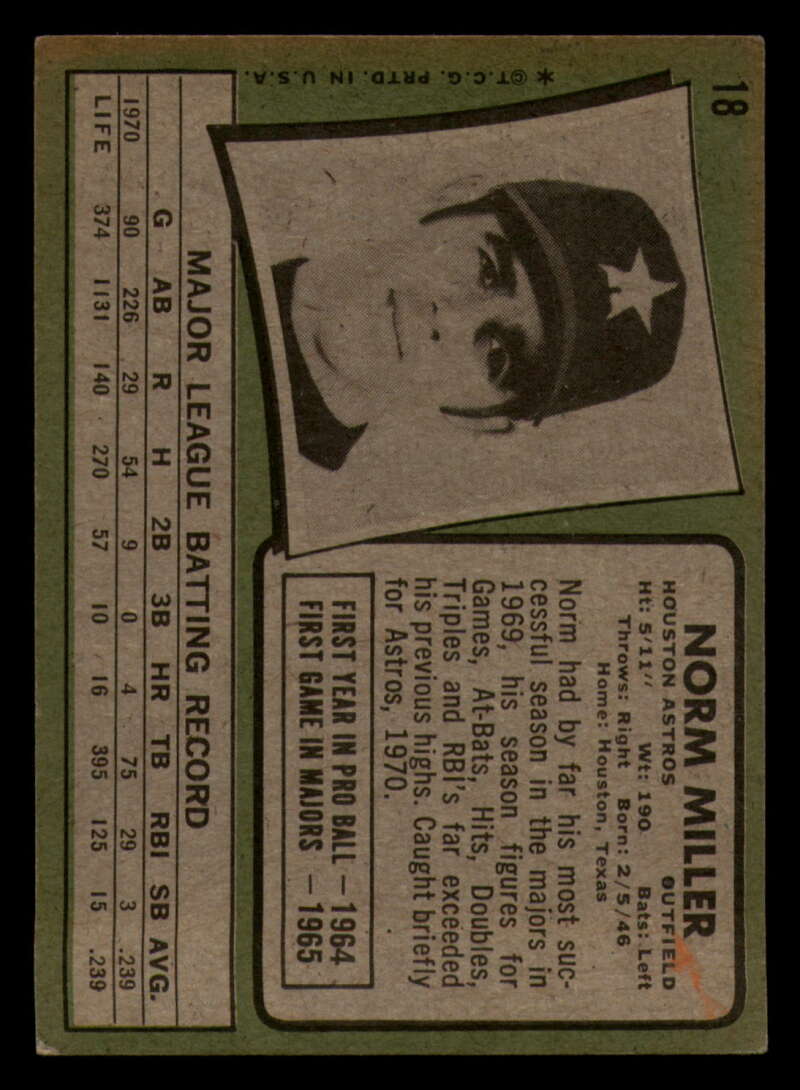 18
*©T.C.G. PRTD. IN U.S.A.
NORM MILLER
HOUSTON ASTROS OUTFIELD
Ht: 5'11" Wt: 190 Bats: Left
Throws: Right Born: 2/5/46
Home: Houston, Texas
Norm had by far his most suc-
cessful season in the majors in
1969, his season figures for
Games, At-Bats, Hits, Doubles,
Triples and RBI's far exceeded
his previous highs. Caught briefly
for Astros, 1970.
FIRST YEAR IN PRO BALL — 1964
FIRST GAME IN MAJORS — 1965
MAJOR LEAGUE BATTING RECORD
G AB R H 2B 3B HR TB RBI SB AVG.
1970 90 226 29 54 9 0 4 75 29 3 .239
LIFE 374 1131 140 270 57 10 16 395 125 15 .239